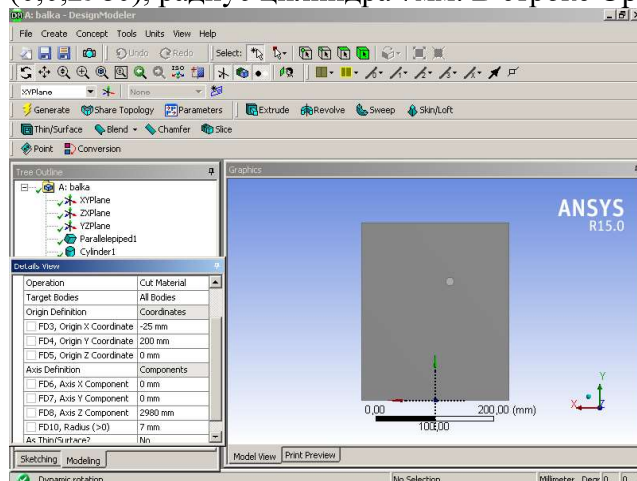 A: balka - DesignModeler
File Create Concept Tools Units View Help
Undo Redo Select:
XYPlane None
Generate Share Topology Parameters Extrude Revolve Sweep Skin/Loft
Thin/Surface Blend Chamfer Slice
Point Conversion
Tree Outline
A: balka
XYPlane
ZXPlane
YZPlane
Parallelepiped1
Cylinder1
Details View
Operation Cut Material
Target Bodies All Bodies
Origin Definition Coordinates
FD3, Origin X Coordinate -25 mm
FD4, Origin Y Coordinate 200 mm
FD5, Origin Z Coordinate 0 mm
Axis Definition Components
FD6, Axis X Component 0 mm
FD7, Axis Y Component 0 mm
FD8, Axis Z Component 2980 mm
FD10, Radius (>0) 7 mm
As Thin/Surface? No
Sketching Modeling
Graphics
ANSYS
R15.0
0,00 200,00 (mm)
100,00
Y
X Z
Model View Print Preview
Dynamic rotation No Selection Millimeter Degr 0 0